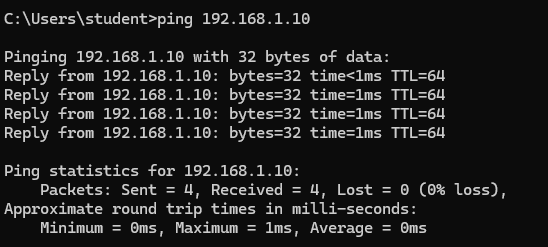 C:\Users\student>ping 192.168.1.10
Pinging 192.168.1.10 with 32 bytes of data:
Reply from 192.168.1.10: bytes=32 time<1ms TTL=64
Reply from 192.168.1.10: bytes=32 time=1ms TTL=64
Reply from 192.168.1.10: bytes=32 time=1ms TTL=64
Reply from 192.168.1.10: bytes=32 time=1ms TTL=64
Ping statistics for 192.168.1.10:
    Packets: Sent = 4, Received = 4, Lost = 0 (0% loss),
Approximate round trip times in milli-seconds:
    Minimum = 0ms, Maximum = 1ms, Average = 0ms